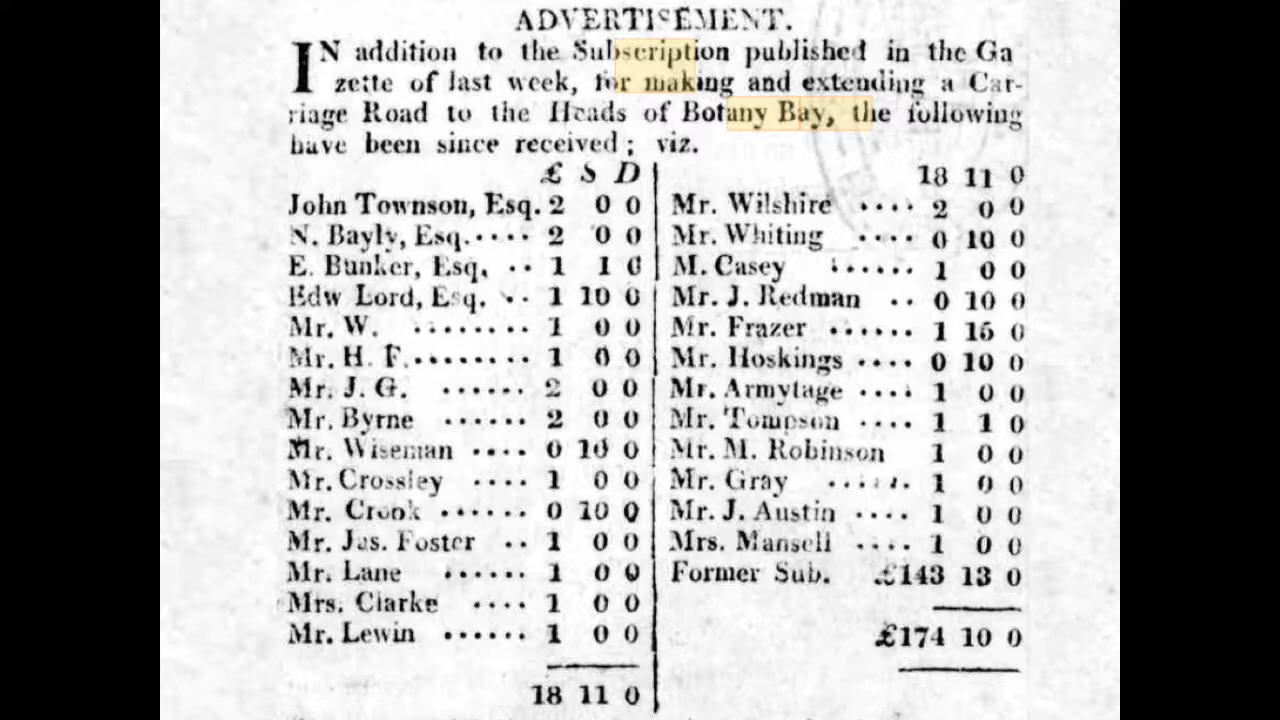 ADVERTISEMENT.
IN addition to the Subscription published in the Ga
zette of last week, for making and extending a Car-
riage Road to the Heads of Botany Bay, the following
have been since received; viz.
£ S D
John Townson, Esq. 2 0 0
N. Bayly, Esq. .... 2 0 0
E. Bunker, Esq. .. 1 1 0
Edw Lord, Esq. .. 1 10 0
Mr. W. ........ 1 0 0
Mr. H. F. ........ 1 0 0
Mr. J. G. ...... 2 0 0
Mr. Byrne ...... 2 0 0
Mr. Wiseman .... 0 10 0
Mr. Crossley .... 1 0 0
Mr. Crook ...... 0 10 0
Mr. Jas. Foster .. 1 0 0
Mr. Lane ...... 1 0 0
Mrs. Clarke .... 1 0 0
Mr. Lewin ...... 1 0 0
18 11 0
18 11 0
Mr. Wilshire .... 2 0 0
Mr. Whiting .... 0 10 0
M. Casey ...... 1 0 0
Mr. J. Redman .. 0 10 0
Mr. Frazer ...... 1 15 0
Mr. Hoskings .... 0 10 0
Mr. Armytage .... 1 0 0
Mr. Tompson .... 1 1 0
Mr. M. Robinson 1 0 0
Mr. Gray ...... 1 0 0
Mr. J. Austin .... 1 0 0
Mrs. Mansell .... 1 0 0
Former Sub. £143 13 0
£174 10 0